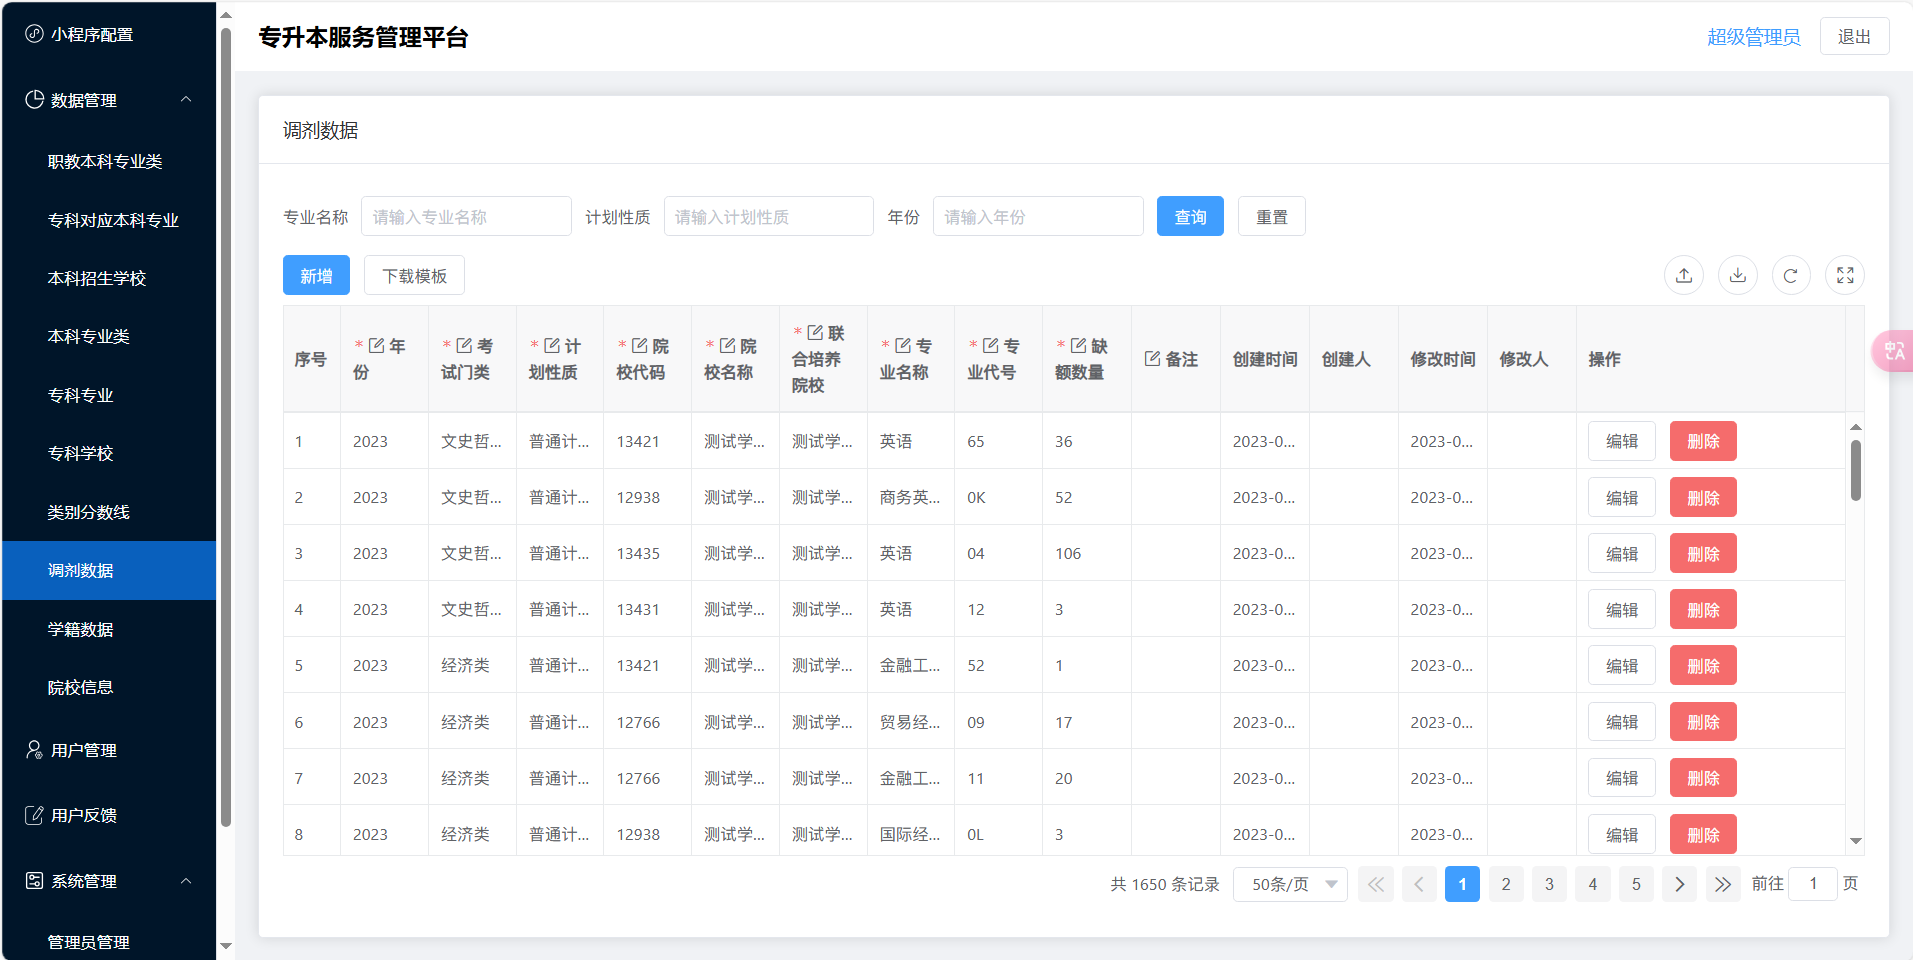 小程序配置
数据管理
职教本科专业类
专科对应本科专业
本科招生学校
本科专业类
专科专业
专科学校
类别分数线
调剂数据
学籍数据
院校信息
用户管理
用户反馈
系统管理
管理员管理
专升本服务管理平台
超级管理员 退出
调剂数据
专业名称 请输入专业名称 计划性质 请输入计划性质 年份 请输入年份 查询 重置
新增 下载模板
序号 *年份 *考试门类 *计划性质 *院校代码 *院校名称 *联合培养院校 *专业名称 *专业代号 *缺额数量 备注 创建时间 创建人 修改时间 修改人 操作
1 2023 文史哲... 普通计... 13421 测试学... 测试学... 英语 65 36 2023-0... 2023-0... 编辑 删除
2 2023 文史哲... 普通计... 12938 测试学... 测试学... 商务英... 0K 52 2023-0... 2023-0... 编辑 删除
3 2023 文史哲... 普通计... 13435 测试学... 测试学... 英语 04 106 2023-0... 2023-0... 编辑 删除
4 2023 文史哲... 普通计... 13431 测试学... 测试学... 英语 12 3 2023-0... 2023-0... 编辑 删除
5 2023 经济类 普通计... 13421 测试学... 测试学... 金融工... 52 1 2023-0... 2023-0... 编辑 删除
6 2023 经济类 普通计... 12766 测试学... 测试学... 贸易经... 09 17 2023-0... 2023-0... 编辑 删除
7 2023 经济类 普通计... 12766 测试学... 测试学... 金融工... 11 20 2023-0... 2023-0... 编辑 删除
8 2023 经济类 普通计... 12938 测试学... 测试学... 国际经... 0L 3 2023-0... 2023-0... 编辑 删除
共 1650 条记录 50条/页 1 2 3 4 5 前往 1 页